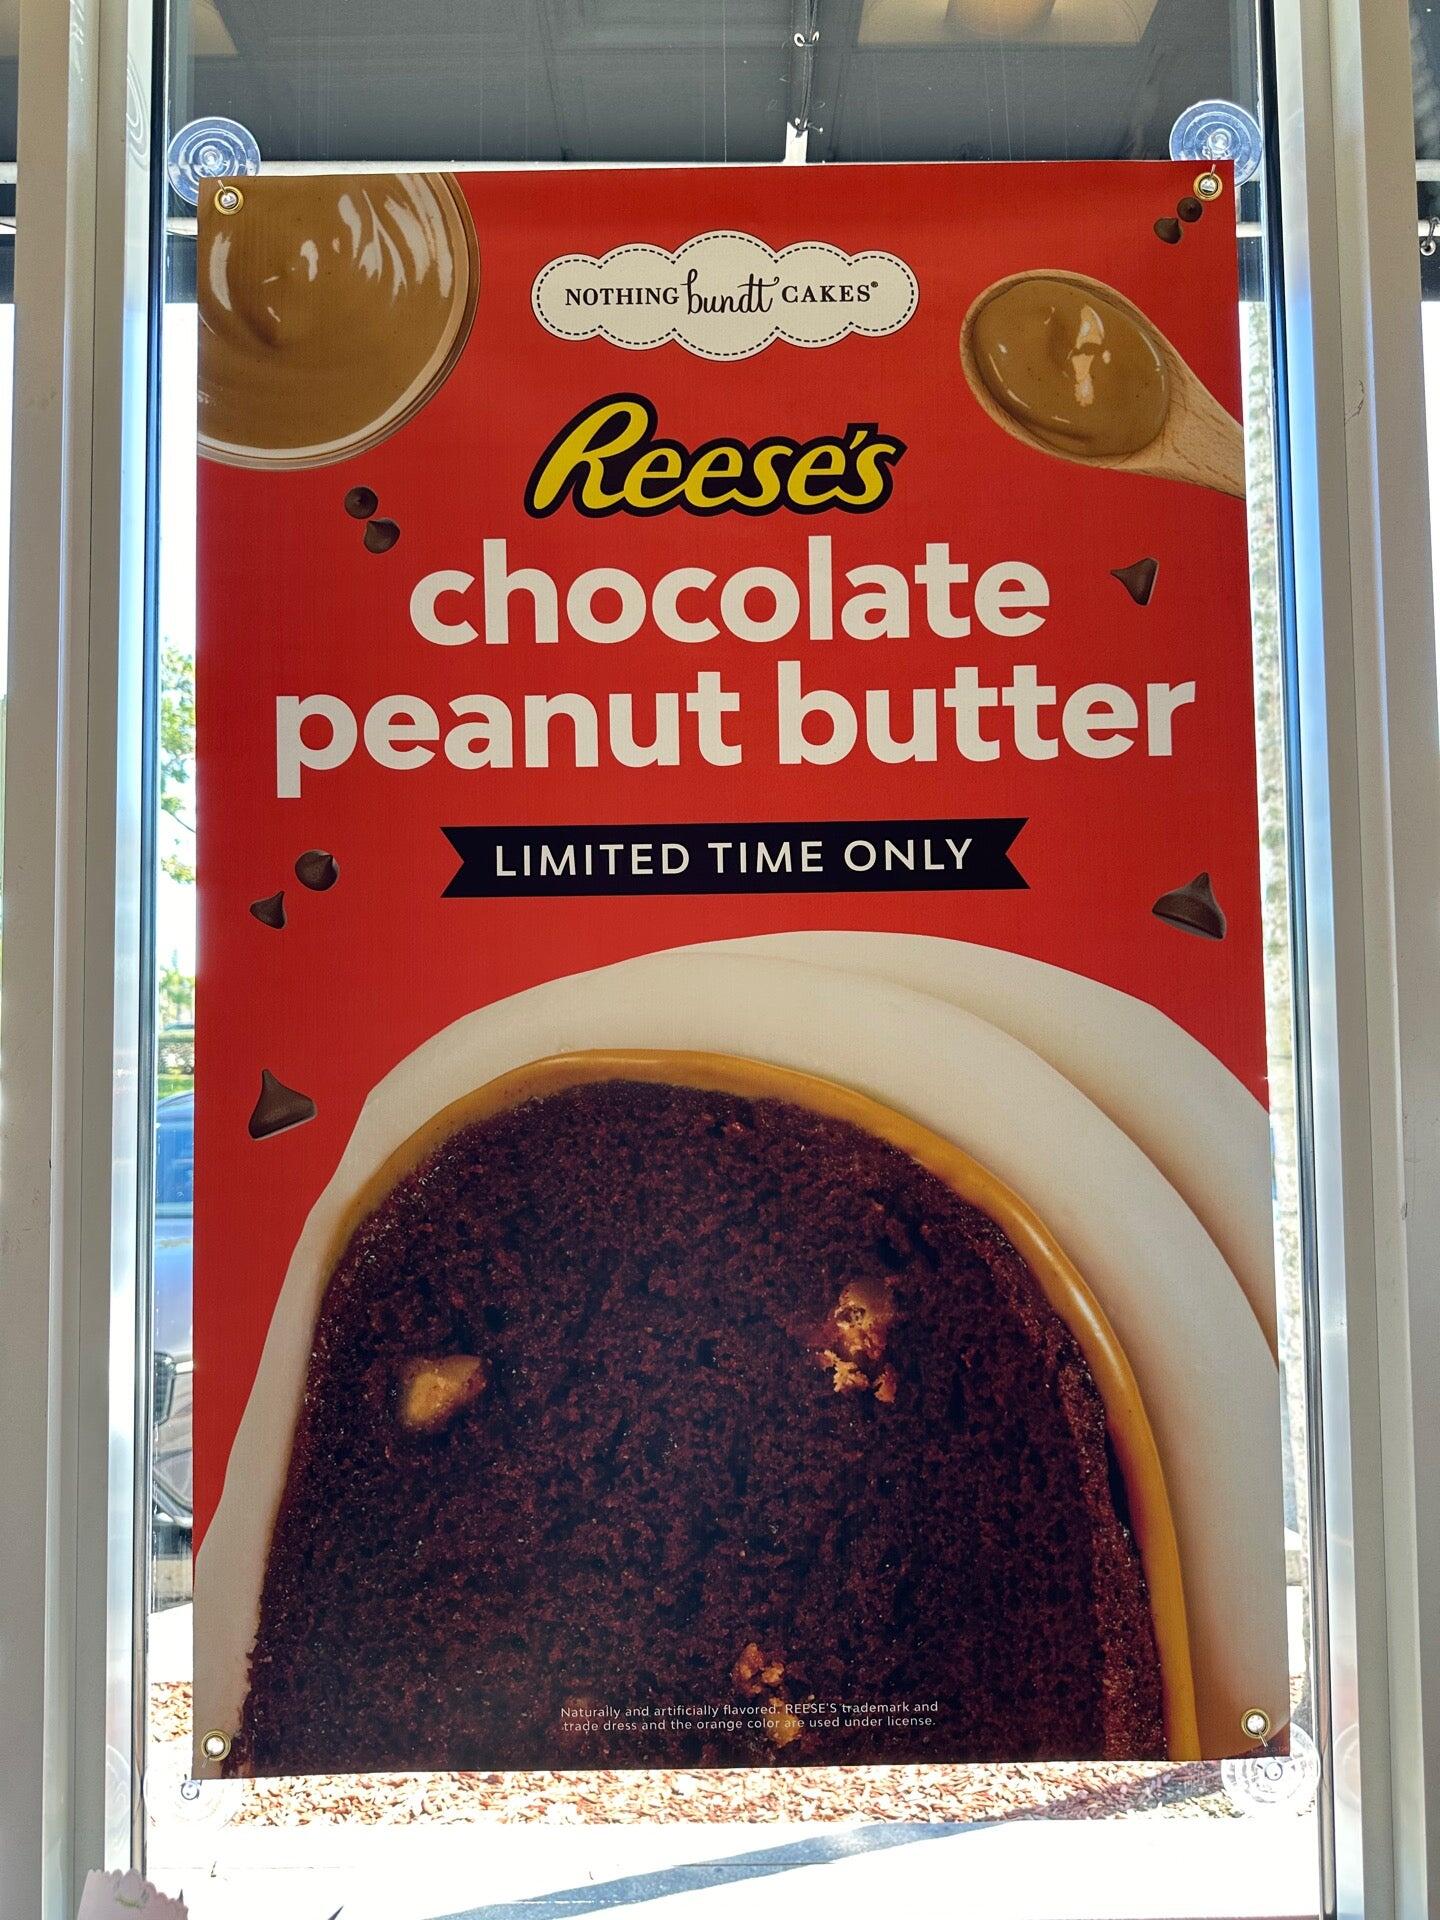 NOTHING bundt CAKES®
Reese's
chocolate
peanut butter
LIMITED TIME ONLY
Naturally and artificially flavored. REESE'S trademark and
trade dress and the orange color are used under license.